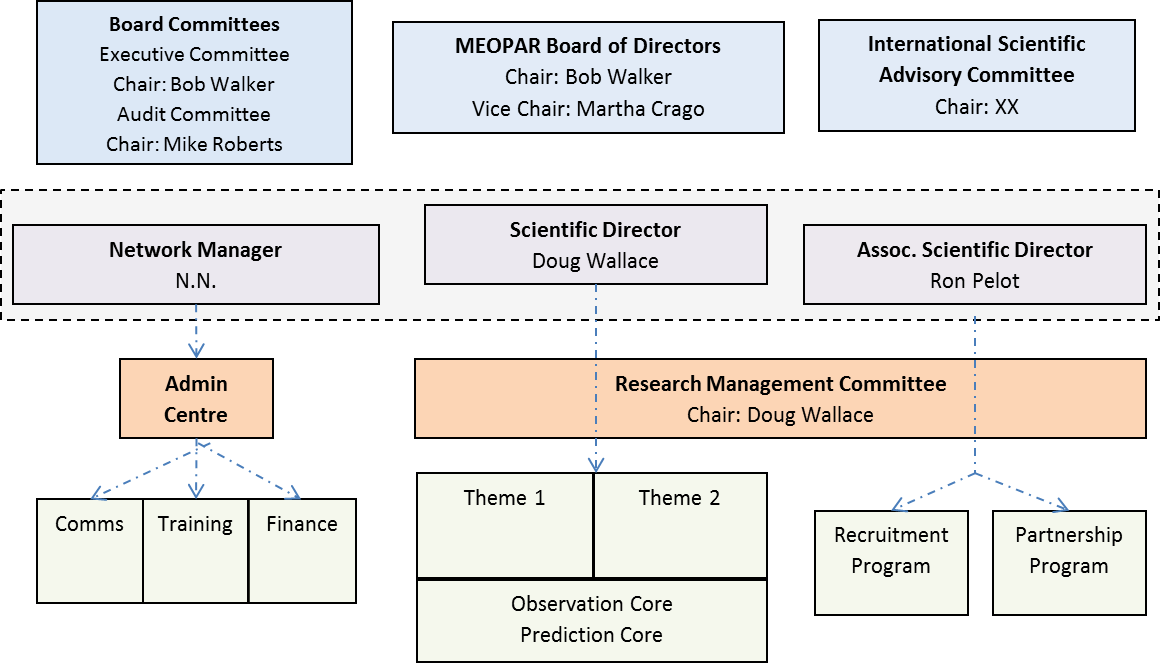 Board Committees
Executive Committee
Chair: Bob Walker
Audit Committee
Chair: Mike Roberts
MEOPAR Board of Directors
Chair: Bob Walker
Vice Chair: Martha Crago
International Scientific
Advisory Committee
Chair: XX
Network Manager
N.N.
Scientific Director
Doug Wallace
Assoc. Scientific Director
Ron Pelot
Admin
Centre
Research Management Committee
Chair: Doug Wallace
Comms
Training
Finance
Theme 1
Theme 2
Observation Core
Prediction Core
Recruitment
Program
Partnership
Program